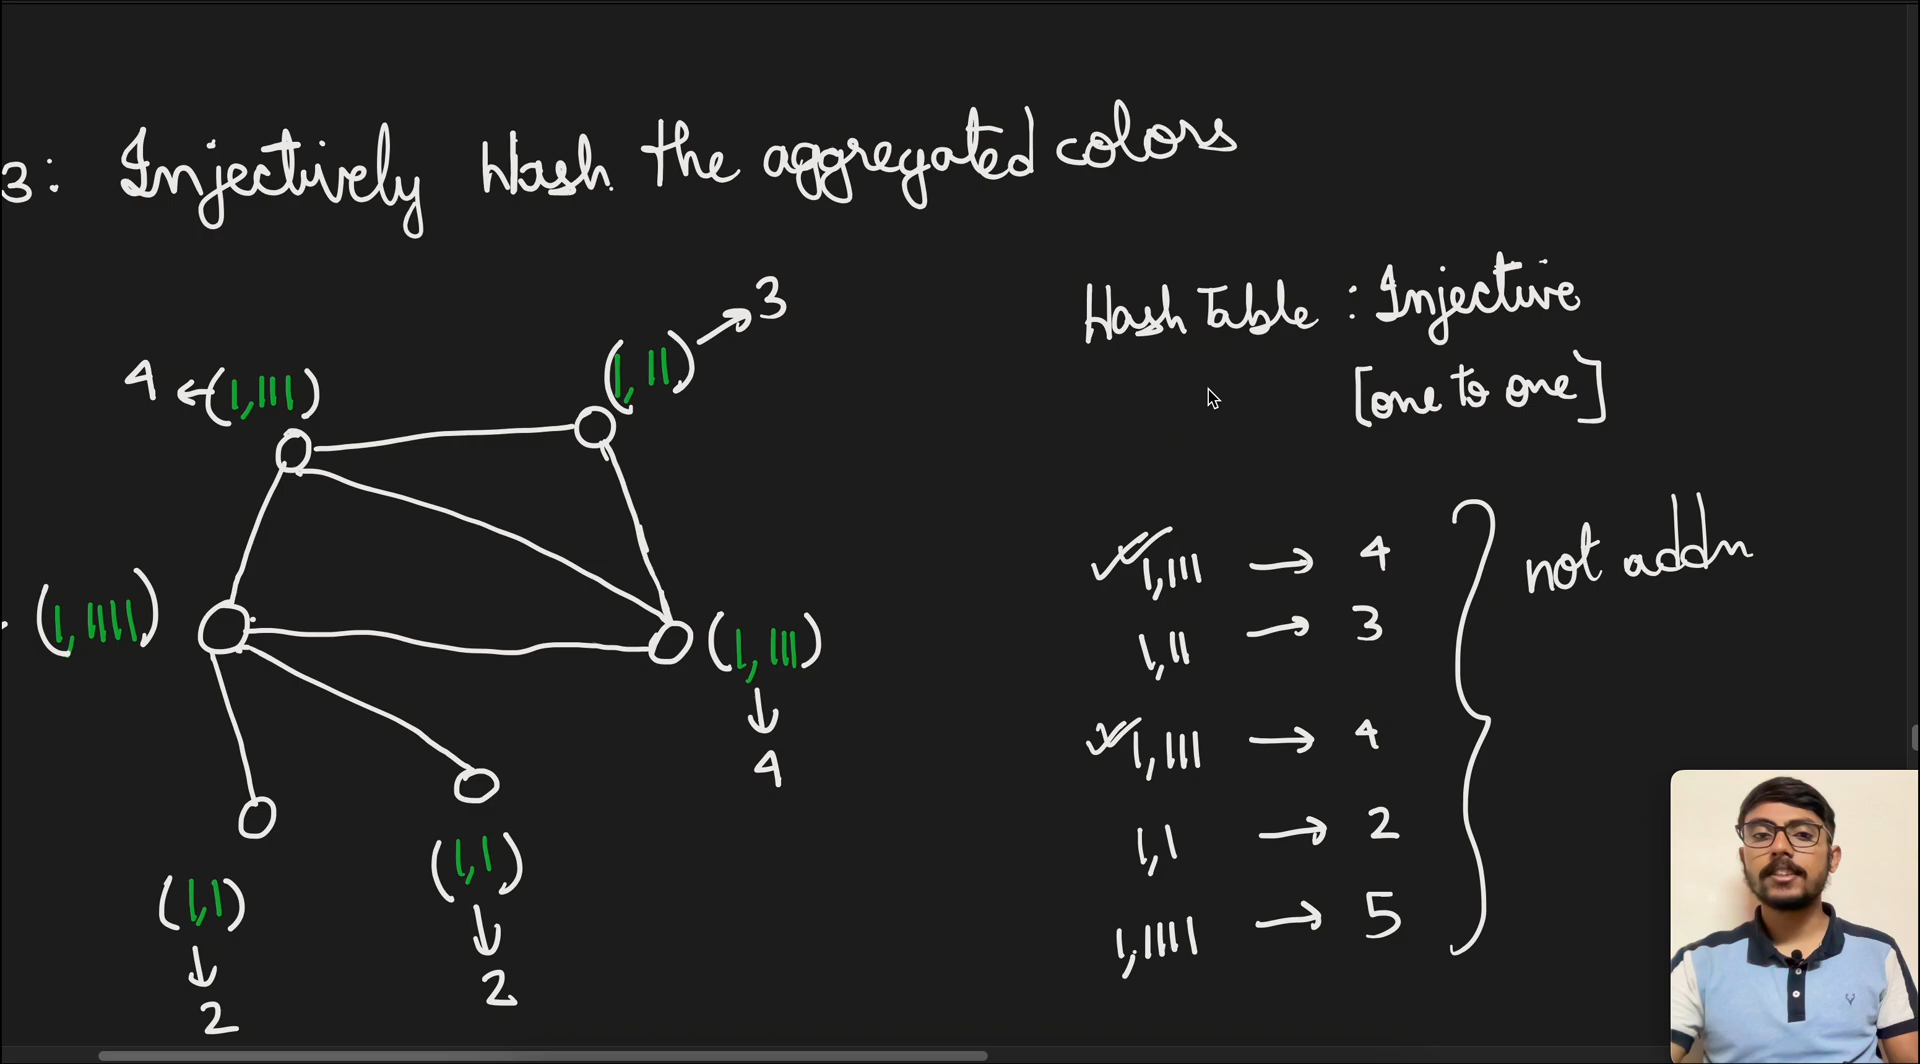 3: Injectively Hash the aggregated colors
Hash Table : Injective
[one to one]
3
4 ← (1,111)
(1,11) → 3
(1,1111)
(1,111)
↓
4
(1,1)
↓
2
(1,1)
↓
2
1,111 → 4
1,11 → 3
1,111 → 4
1,1 → 2
1,1111 → 5
not addn